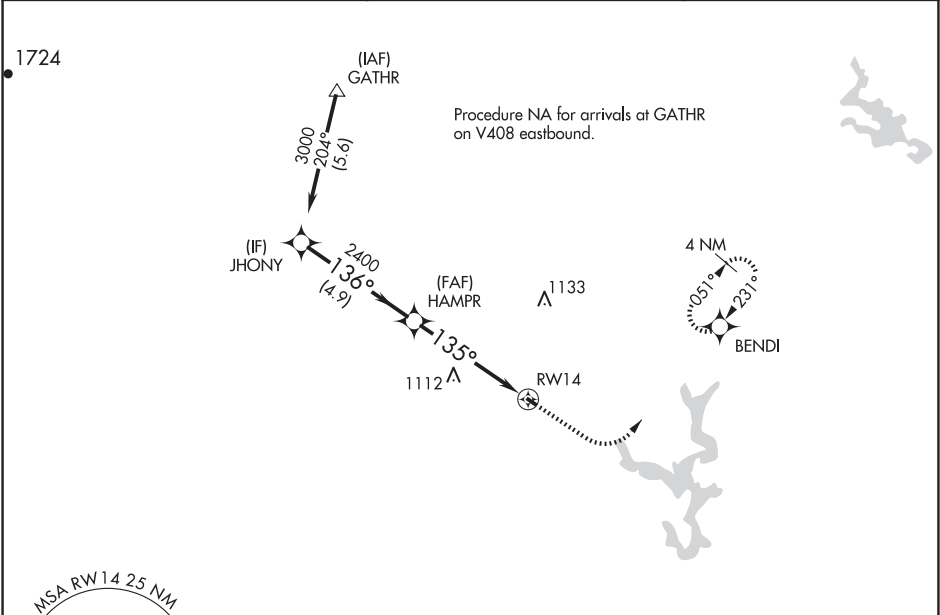 1724
(IAF)
GATHR
Procedure NA for arrivals at GATHR
on V408 eastbound.
3000
204°
(5.6)
(IF)
JHONY
2400
136°
(4.9)
(FAF)
HAMPR
1133
4 NM
051°
231°
BENDI
135°
1112
RW14
MSA RW14 25 NM